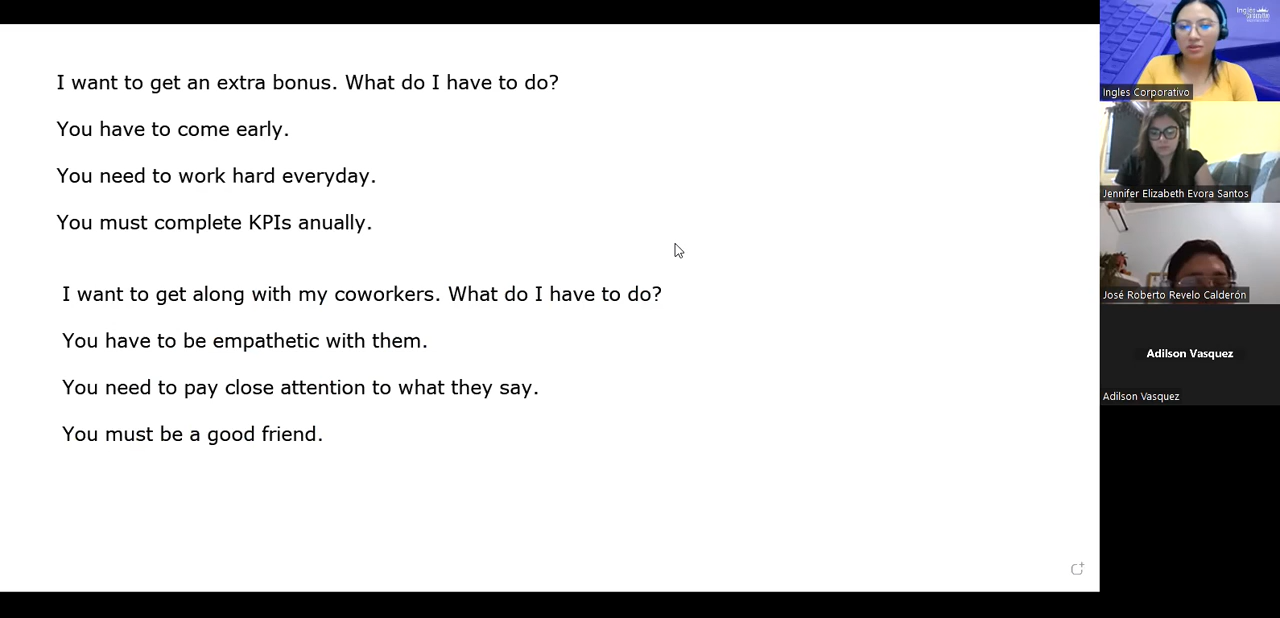 I want to get an extra bonus. What do I have to do?
You have to come early.
You need to work hard everyday.
You must complete KPIs anually.
I want to get along with my coworkers. What do I have to do?
You have to be empathetic with them.
You need to pay close attention to what they say.
You must be a good friend.
Ingles Corporativo
Jennifer Elizabeth Evora Santos
José Roberto Revelo Calderón
Adilson Vasquez
Adilson Vasquez